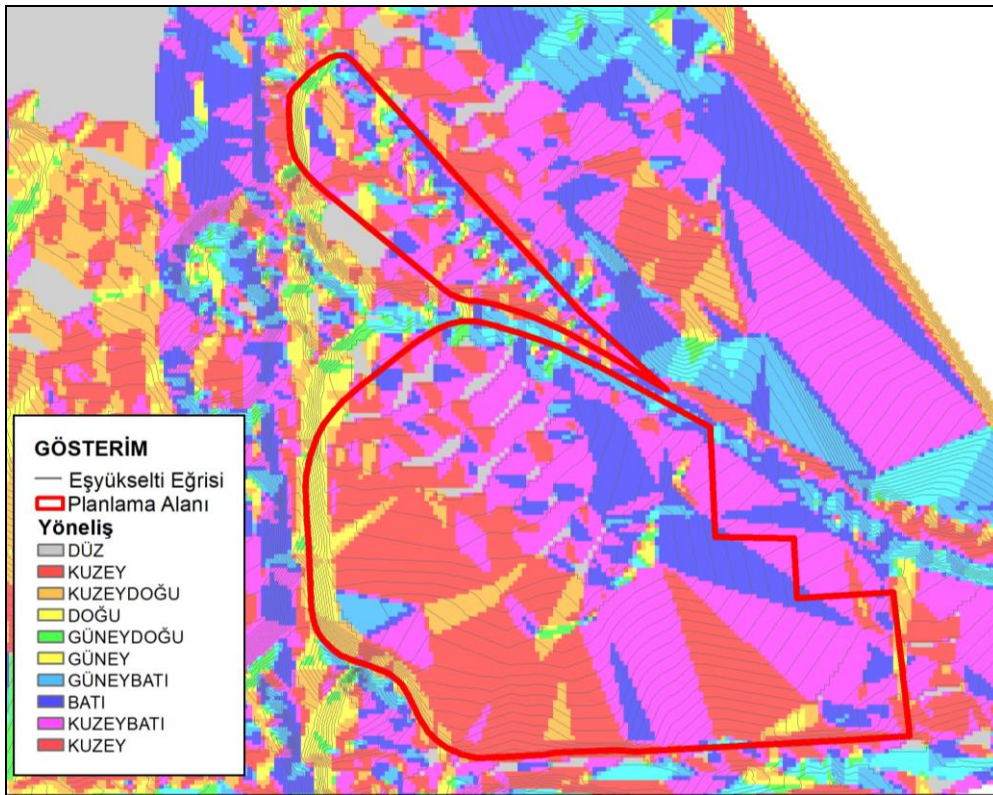 GÖSTERİM
Eşyükselti Eğrisi
Planlama Alanı
Yöneliş
DÜZ
KUZEY
KUZEYDOĞU
DOĞU
GÜNEYDOĞU
GÜNEY
GÜNEYBATI
BATI
KUZEYBATI
KUZEY